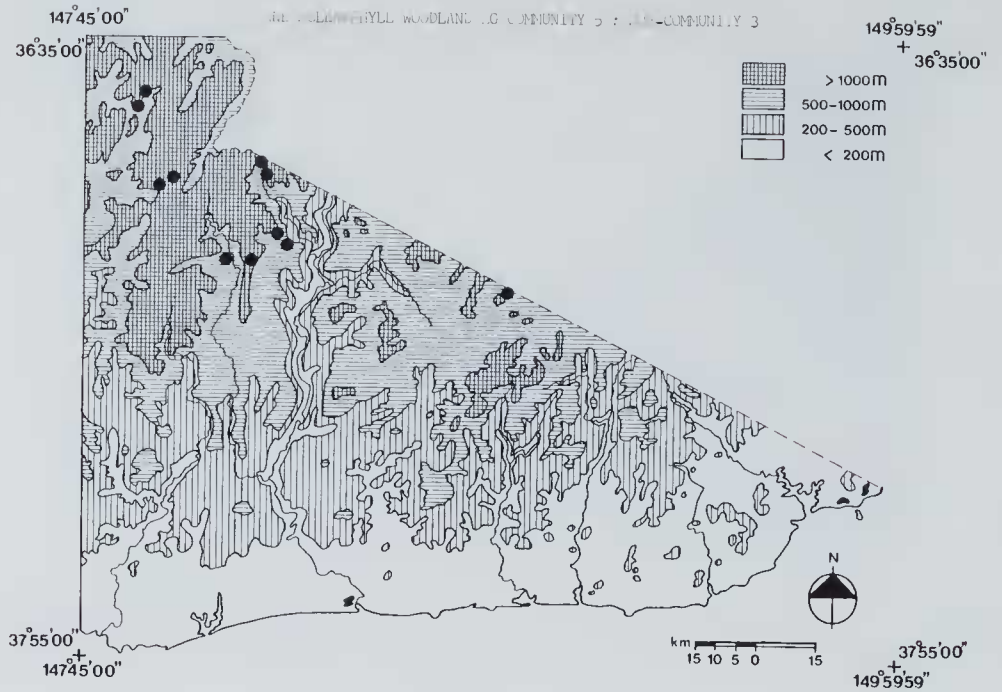 WOODLAND
COMMUNITY 5 :
-COMMUNITY 3
147°45'00"
36°35'00"
149°59'59"
36°35'00"
>1000m
500-1000m
200-500m
< 200m
N
37°55'00"
147°45'00"
km
15 10 5 0 15
37°55'00"
149°59'59"